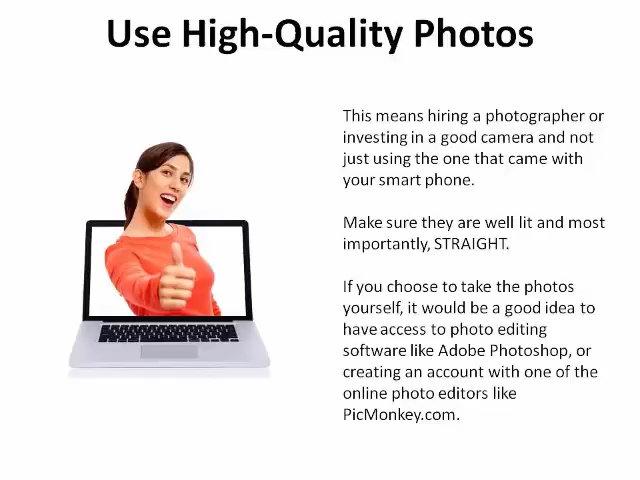 Use High-Quality Photos
This means hiring a photographer or
investing in a good camera and not
just using the one that came with
your smart phone.
Make sure they are well lit and most
importantly, STRAIGHT.
If you choose to take the photos
yourself, it would be a good idea to
have access to photo editing
software like Adobe Photoshop, or
creating an account with one of the
online photo editors like
PicMonkey.com.